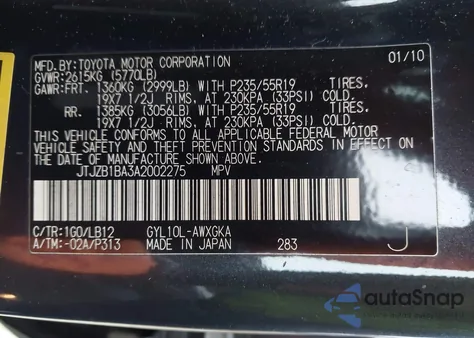 MFD.BY:TOYOTA MOTOR CORPORATION 01/10
GVWR:2615KG (5770LB)
GAWR:FRT. 1360KG (2999LB) WITH P235/55R19 TIRES,
19X7 1/2J RIMS, AT 230KPA (33PSI) COLD.
RR. 1385KG (3056LB) WITH P235/55R19 TIRES,
19X7 1/2J RIMS, AT 230KPA (33PSI) COLD.
THIS VEHICLE CONFORMS TO ALL APPLICABLE FEDERAL MOTOR
VEHICLE SAFETY AND THEFT PREVENTION STANDARDS IN EFFECT ON
THE DATE OF MANUFACTURE SHOWN ABOVE.
JTJZB1BA3A2002275 MPV
C/TR:1G0/LB12 GYL10L-AWXGKA
A/TM:-02A/P313 MADE IN JAPAN 283 J
autoSnap